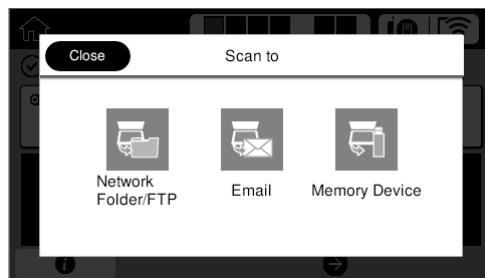 Close
Scan to
Network
Folder/FTP
Email
Memory Device